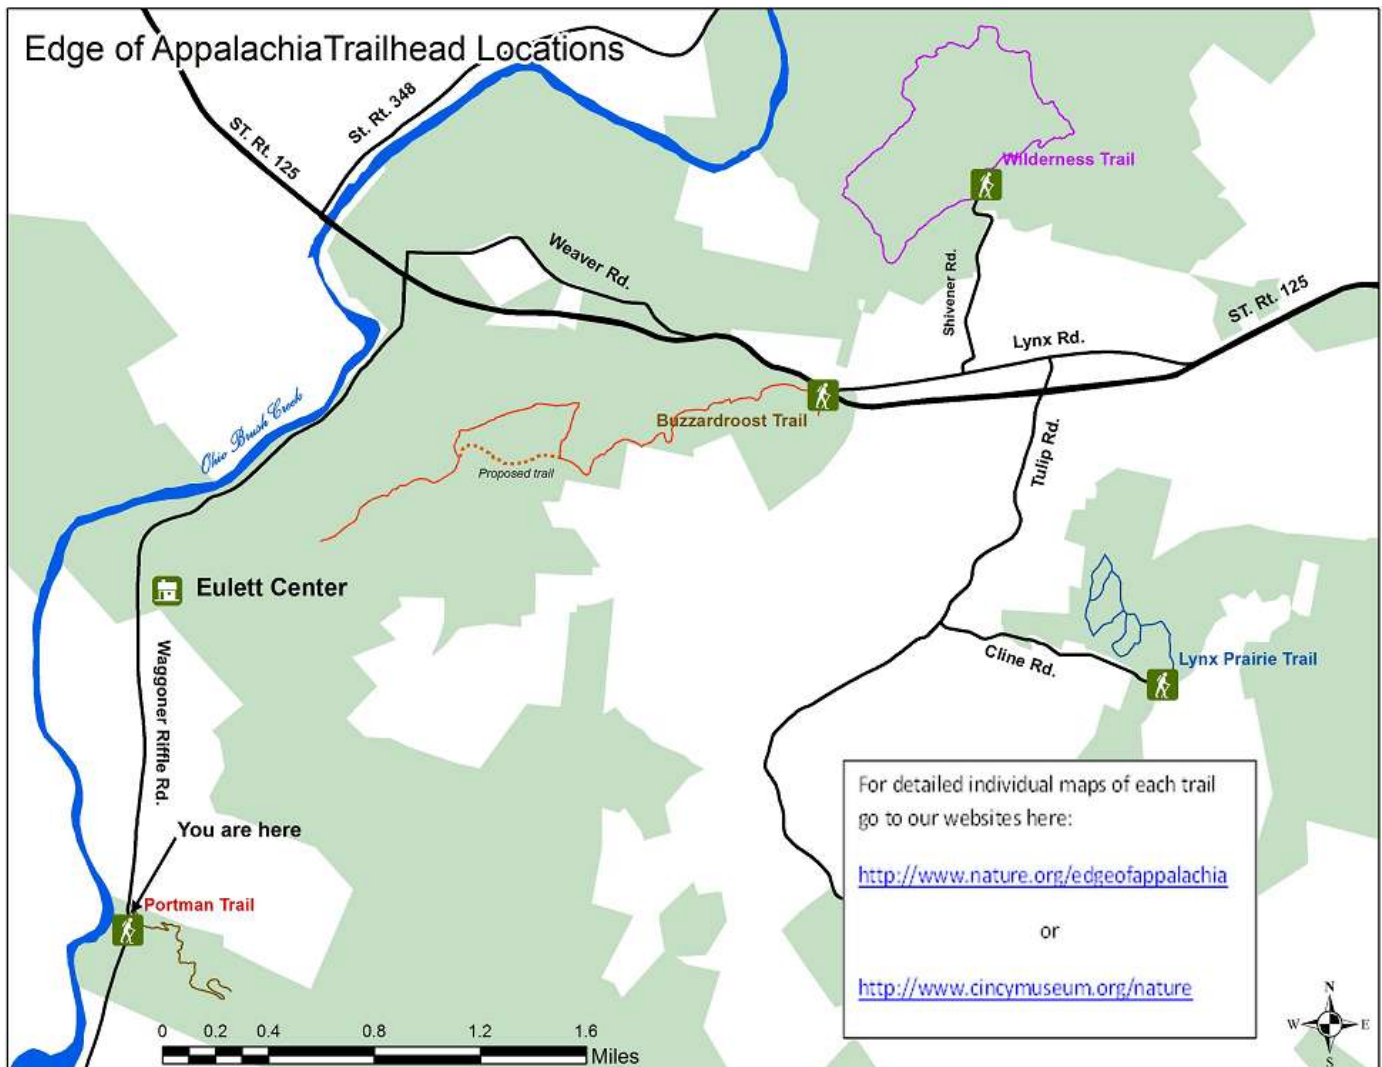 Edge of AppalachiaTrailhead Locations
St. Rt. 348
ST. Rt. 125
Wilderness Trail
Weaver Rd.
Shivener Rd.
ST. Rt. 125
Lynx Rd.
Buzzardroost Trail
Ohio Brush Creek
Tulip Rd.
Proposed trail
Eulett Center
Cline Rd.
Lynx Prairie Trail
Waggoner Riffle Rd.
You are here
Portman Trail
For detailed individual maps of each trail
go to our websites here:
http://www.nature.org/edgeofappalachia
or
http://www.cincymuseum.org/nature
N
W E
S
0 0.2 0.4 0.8 1.2 1.6
Miles